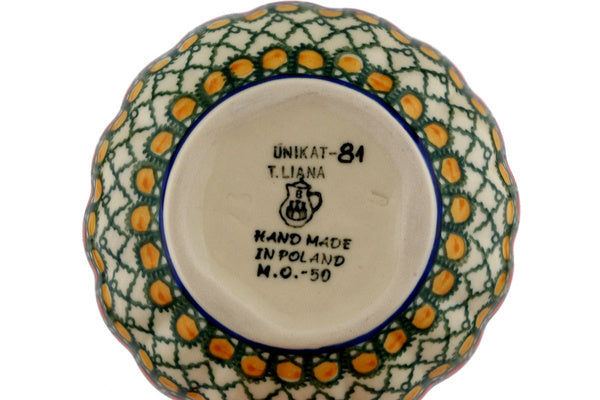 UNIKAT-81
T.LIANA
B
HAND MADE
IN POLAND
M.O.-50